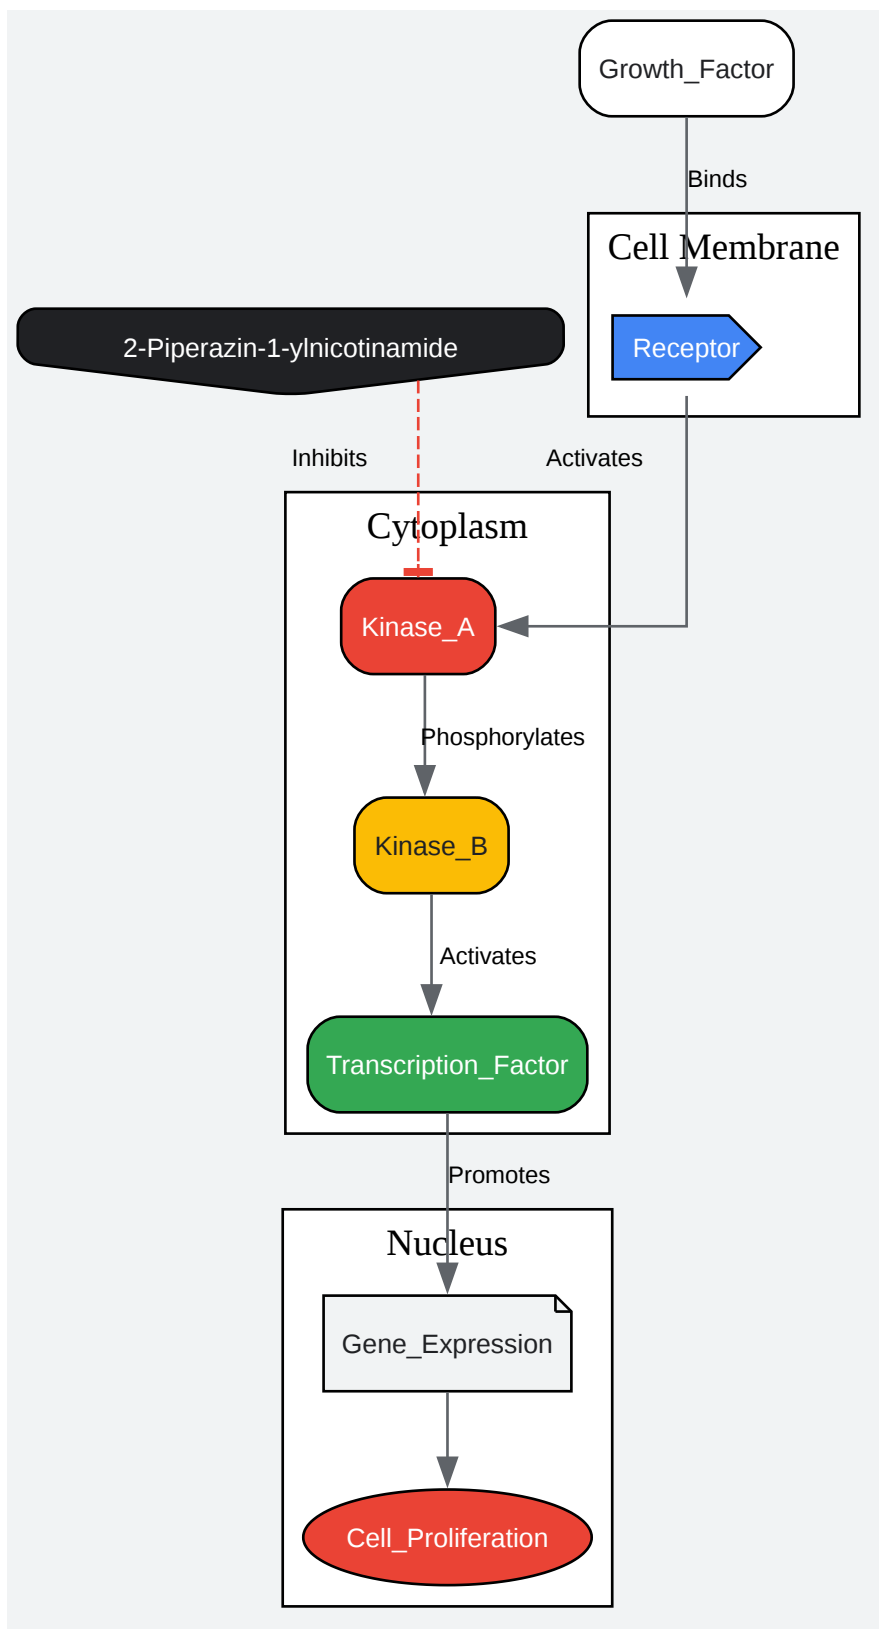 Growth_Factor
Binds
Cell Membrane
2-Piperazin-1-ylnicotinamide
Receptor
Inhibits
Activates
Cytoplasm
Kinase_A
Phosphorylates
Kinase_B
Activates
Transcription_Factor
Promotes
Nucleus
Gene_Expression
Cell_Proliferation